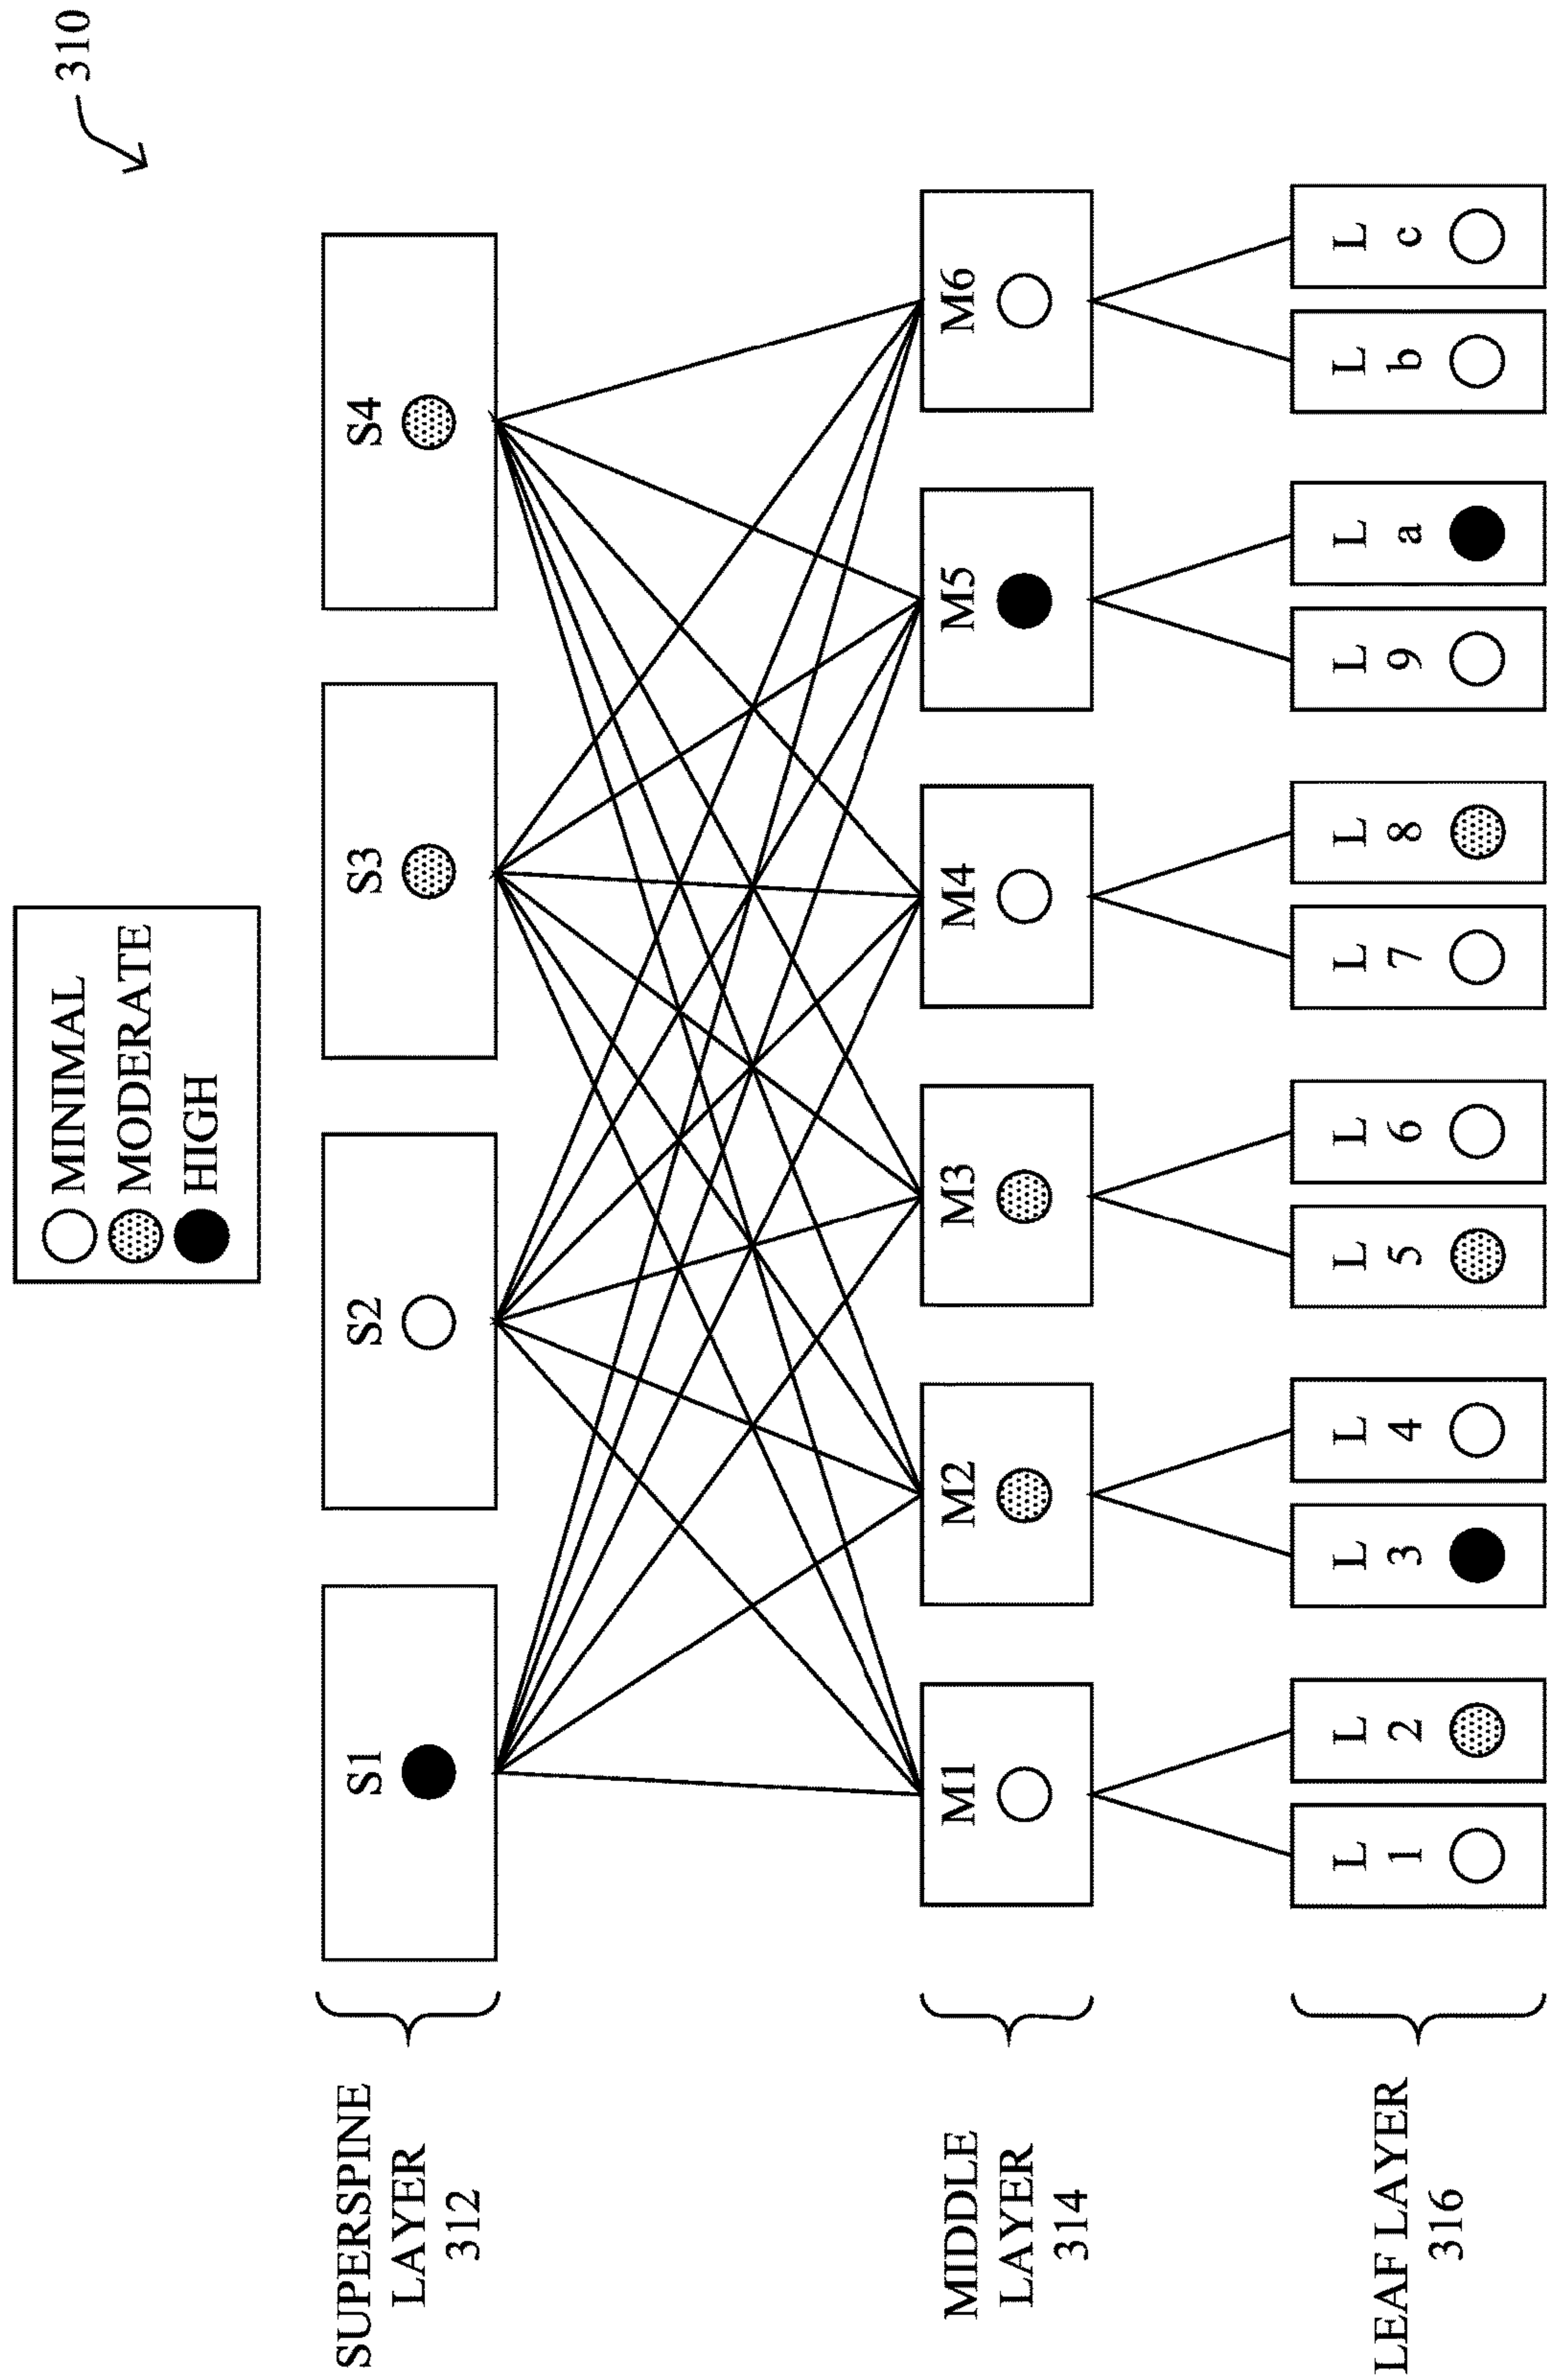 310
MINIMAL
MODERATE
HIGH
SUPERSPINE
LAYER
312
S1
S2
S3
S4
MIDDLE
LAYER
314
M1
M2
M3
M4
M5
M6
LEAF LAYER
316
L
1
L
2
L
3
L
4
L
5
L
6
L
7
L
8
L
9
L
a
L
b
L
c